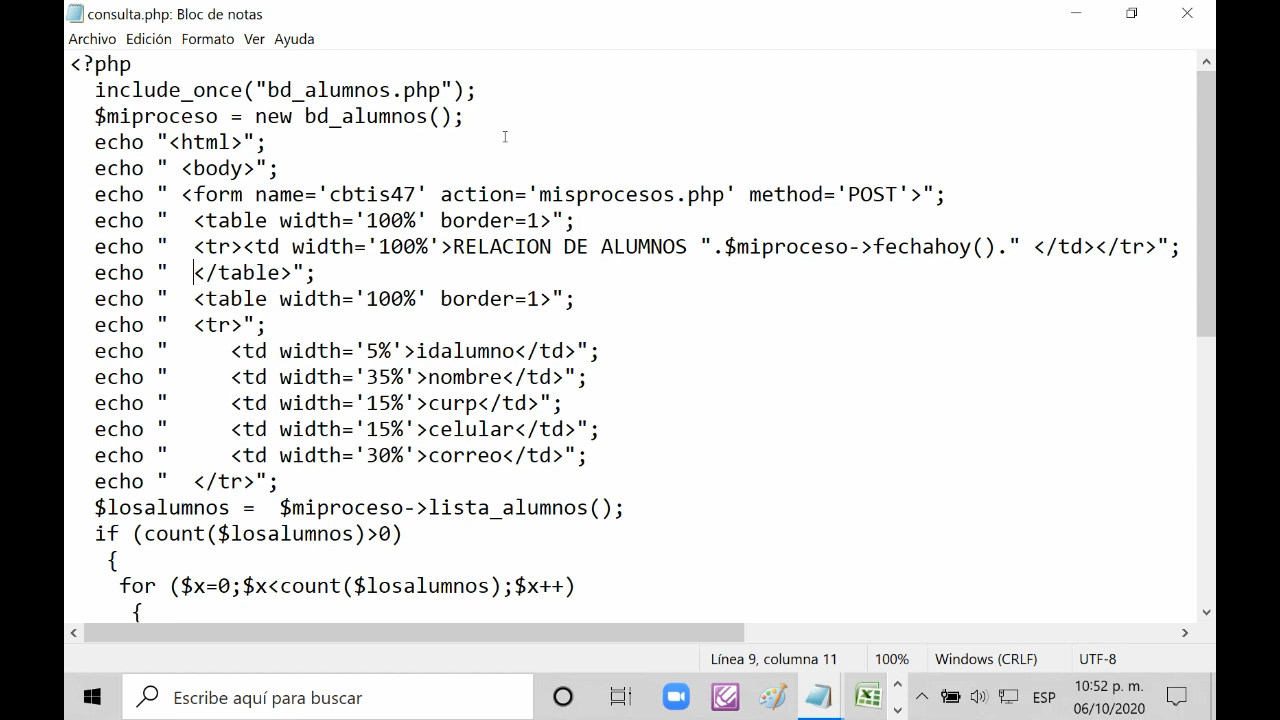 consulta.php: Bloc de notas
Archivo Edición Formato Ver Ayuda
<?php
  include_once("bd_alumnos.php");
  $miproceso = new bd_alumnos();
  echo "<html>";
  echo " <body>";
  echo " <form name='cbtis47' action='misprocesos.php' method='POST'>";
  echo "  <table width='100%' border=1>";
  echo "  <tr><td width='100%'>RELACION DE ALUMNOS ".$miproceso->fechahoy()." </td></tr>";
  echo "  </table>";
  echo "  <table width='100%' border=1>";
  echo "  <tr>";
  echo "     <td width='5%'>idalumno</td>";
  echo "     <td width='35%'>nombre</td>";
  echo "     <td width='15%'>curp</td>";
  echo "     <td width='15%'>celular</td>";
  echo "     <td width='30%'>correo</td>";
  echo "  </tr>";
  $losalumnos =  $miproceso->lista_alumnos();
  if (count($losalumnos)>0)
   {
    for ($x=0;$x<count($losalumnos);$x++)
     {
Línea 9, columna 11 100% Windows (CRLF) UTF-8
Escribe aquí para buscar
ESP
10:52 p. m.
06/10/2020